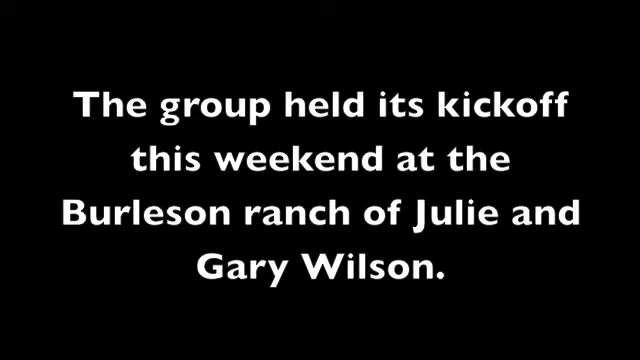 The group held its kickoff
this weekend at the
Burleson ranch of Julie and
Gary Wilson.